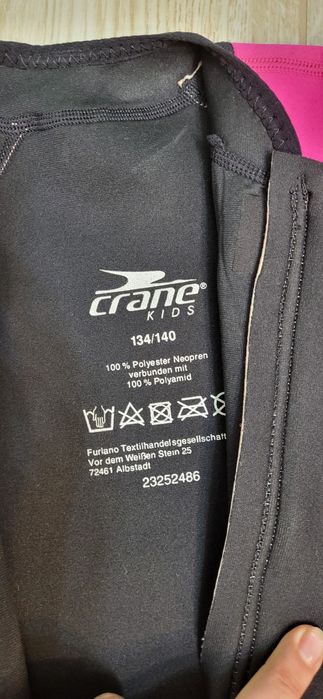 crane®
KIDS
134/140
100 % Polyester Neopren
verbunden mit
100 % Polyamid
Furiano Textilhandelsgesellschaft
Vor dem Weißen Stein 25
72461 Albstadt
23252486